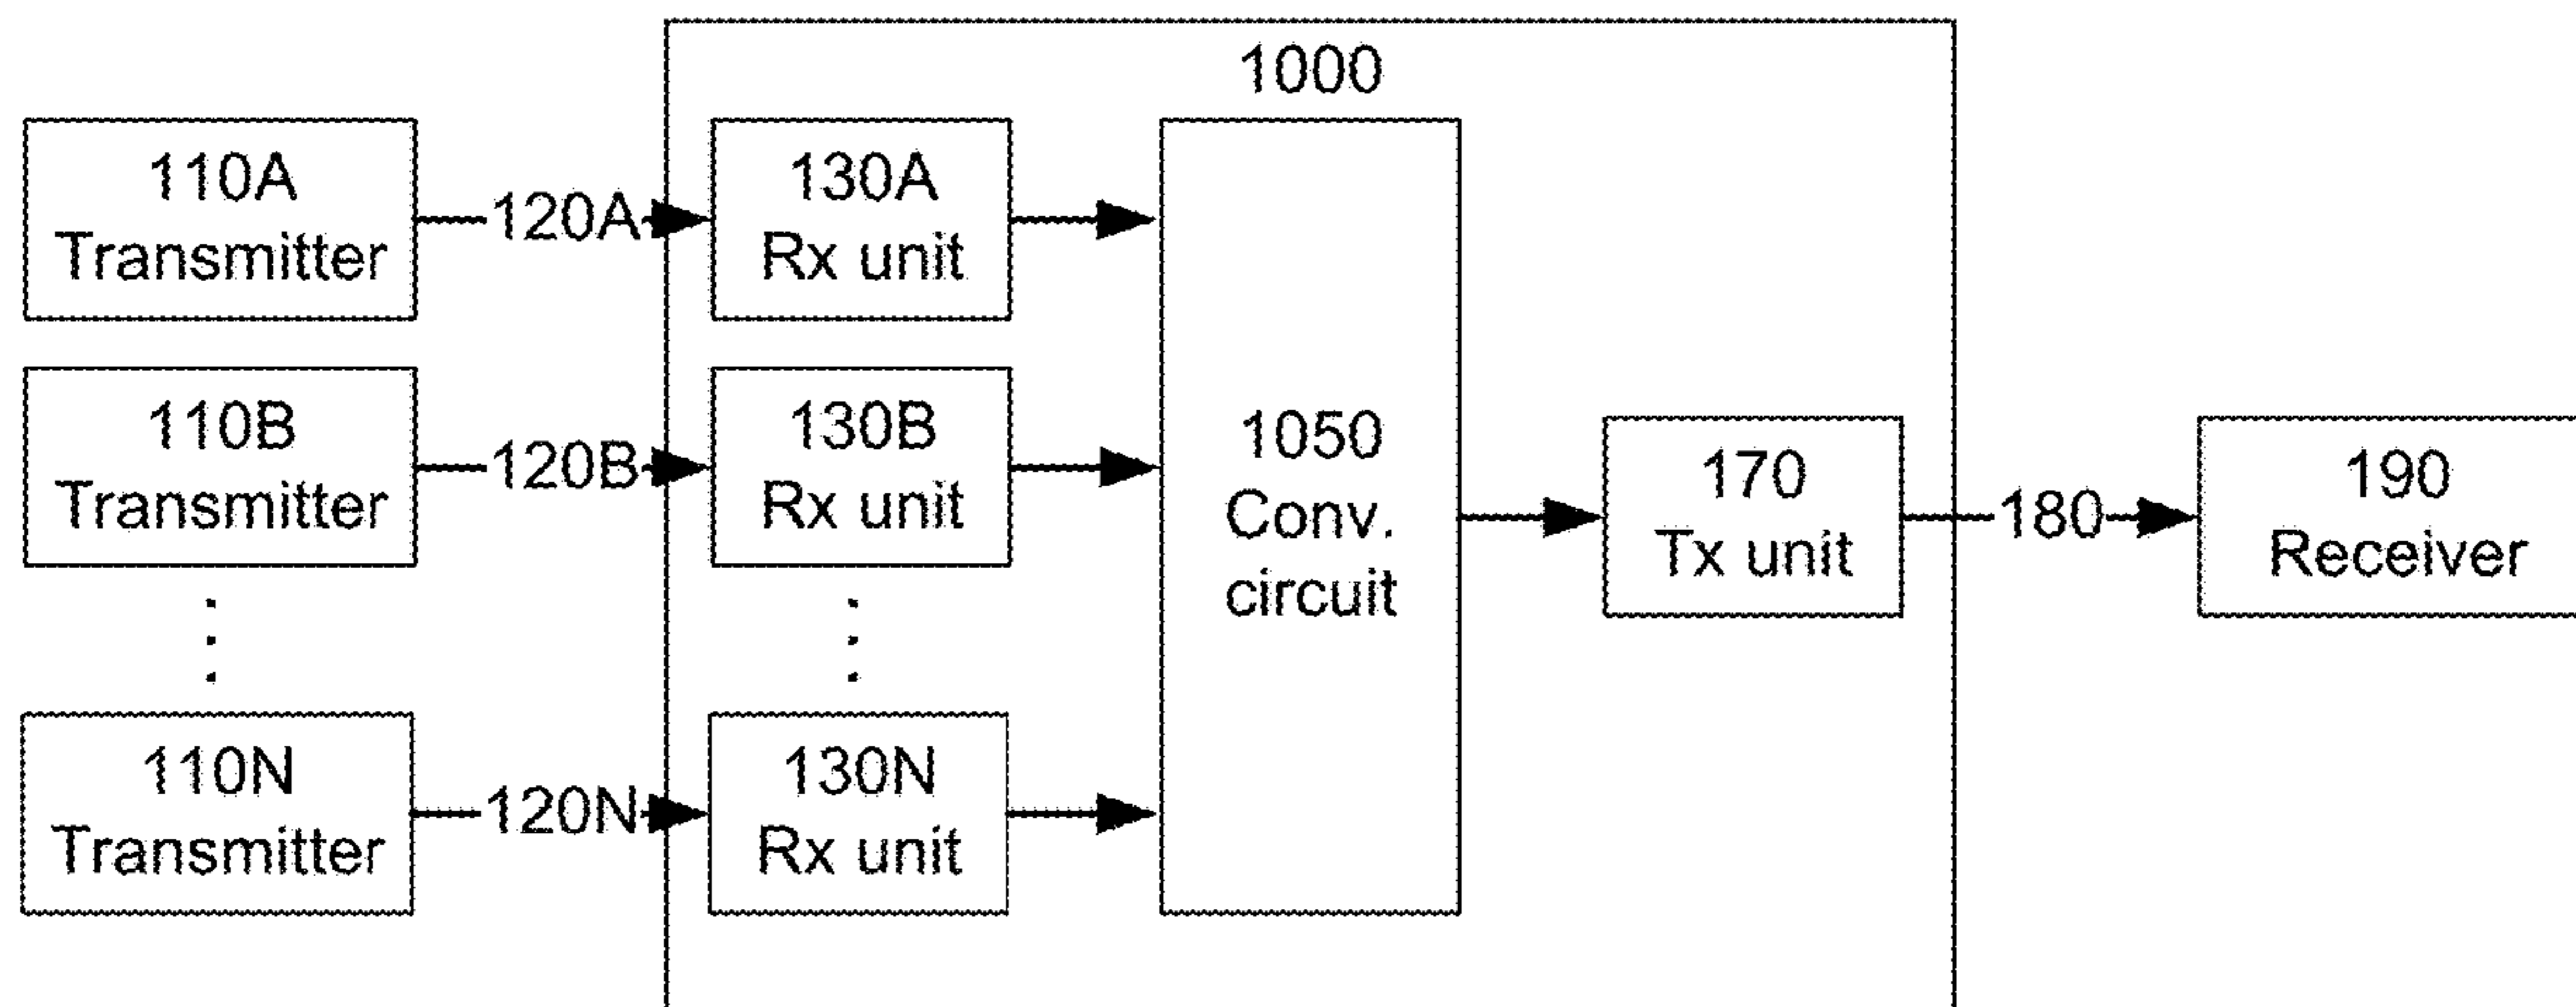 1000
110A
Transmitter
120A
130A
Rx unit
110B
Transmitter
120B
130B
Rx unit
110N
Transmitter
120N
130N
Rx unit
1050
Conv.
circuit
170
Tx unit
180
190
Receiver